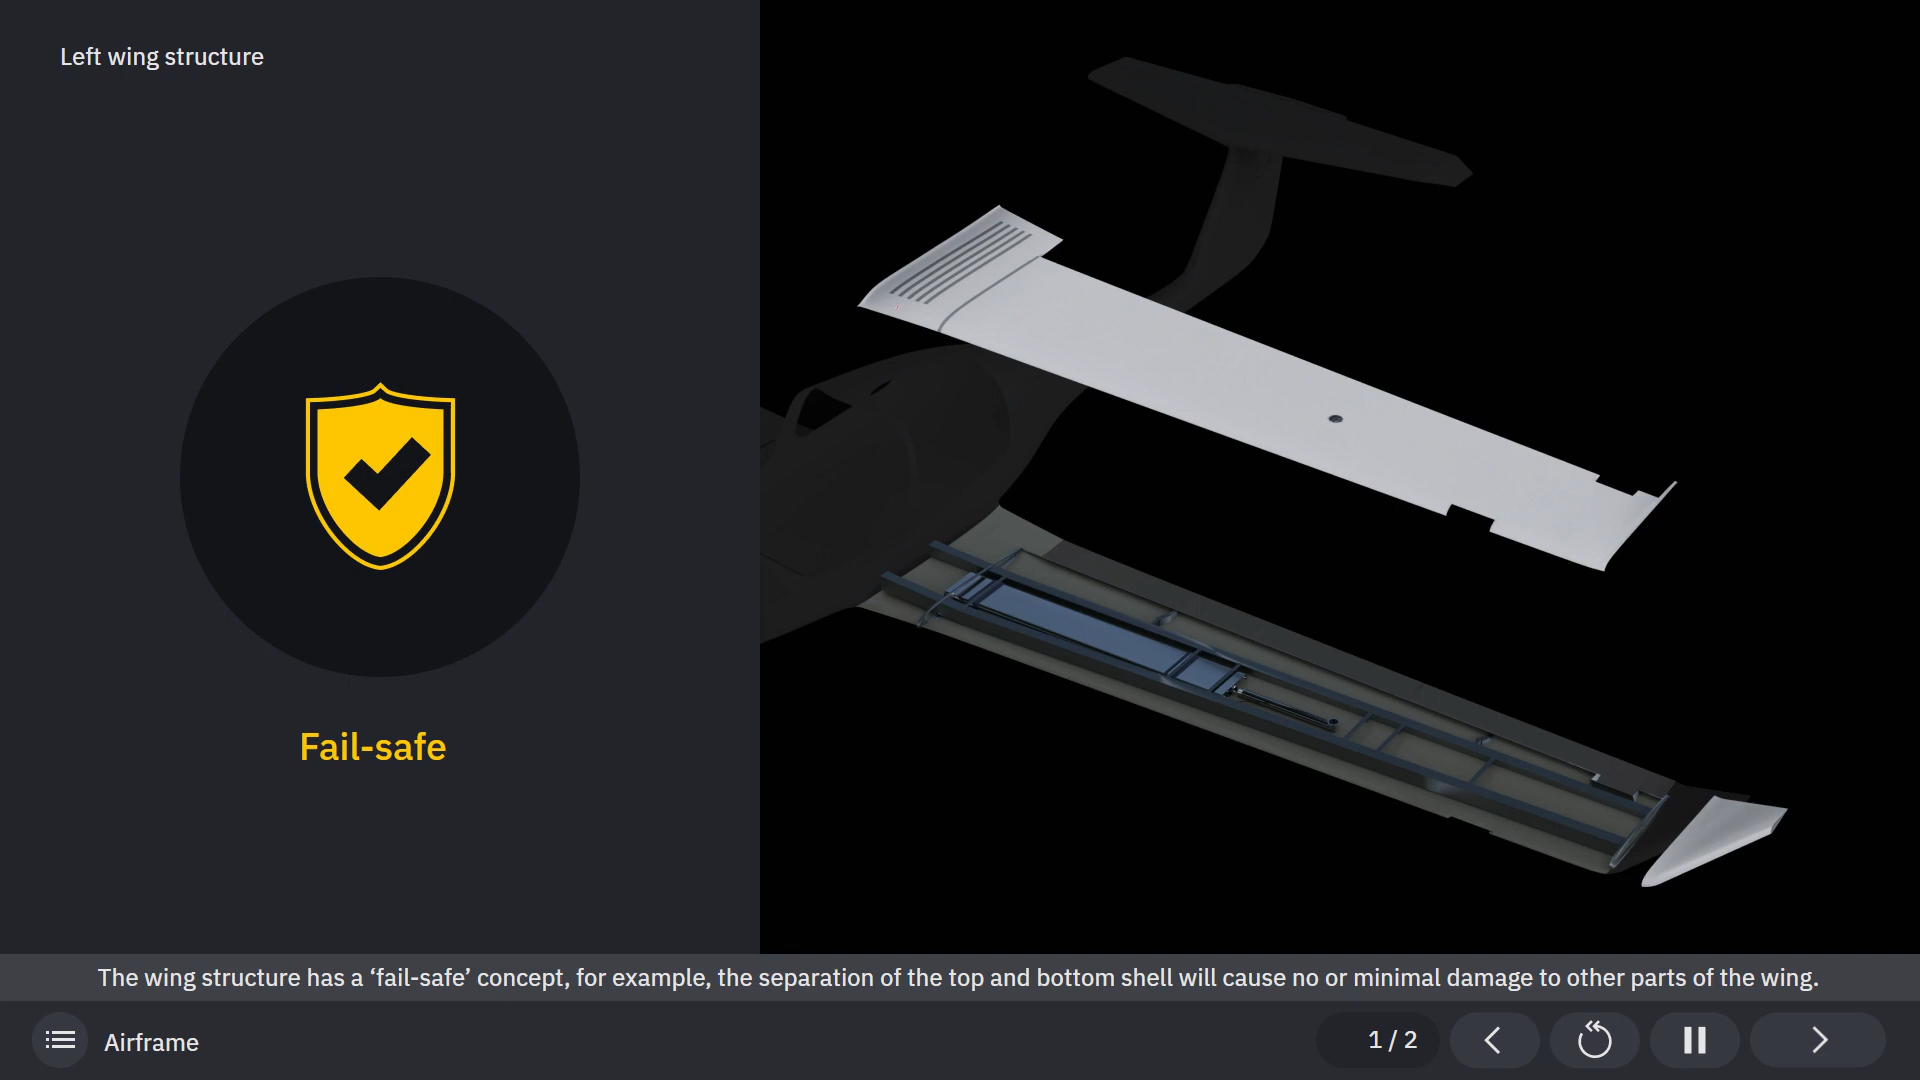 Left wing structure
Fail-safe
The wing structure has a ‘fail-safe’ concept, for example, the separation of the top and bottom shell will cause no or minimal damage to other parts of the wing.
Airframe
1 / 2